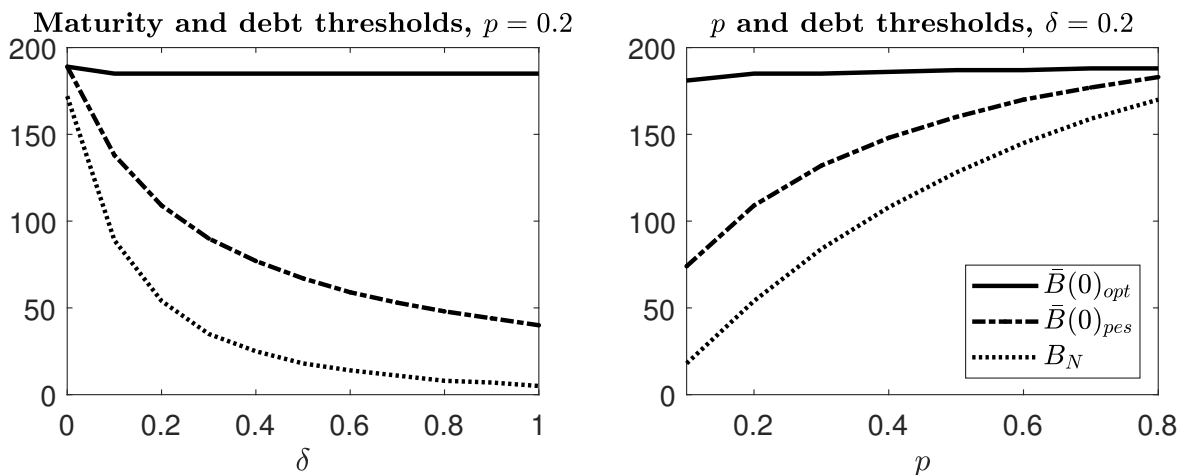 Maturity and debt thresholds, p = 0.2
200
150
100
50
0
0 0.2 0.4 0.6 0.8 1
δ
p and debt thresholds, δ = 0.2
200
150
100
50
0
0.2 0.4 0.6 0.8
p
B̄(0)opt
B̄(0)pes
BN